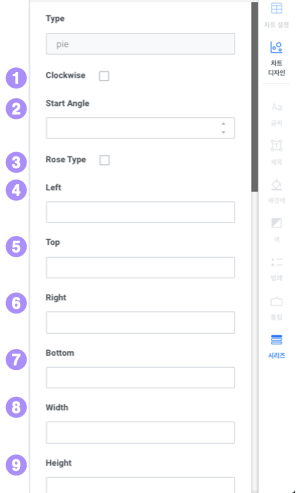 Type
pie
1 Clockwise
2 Start Angle
3 Rose Type
4 Left
5 Top
6 Right
7 Bottom
8 Width
9 Height
차트 설정
차트
디자인
Aa
글씨
제목
배경색
색
범례
툴팁
시리즈